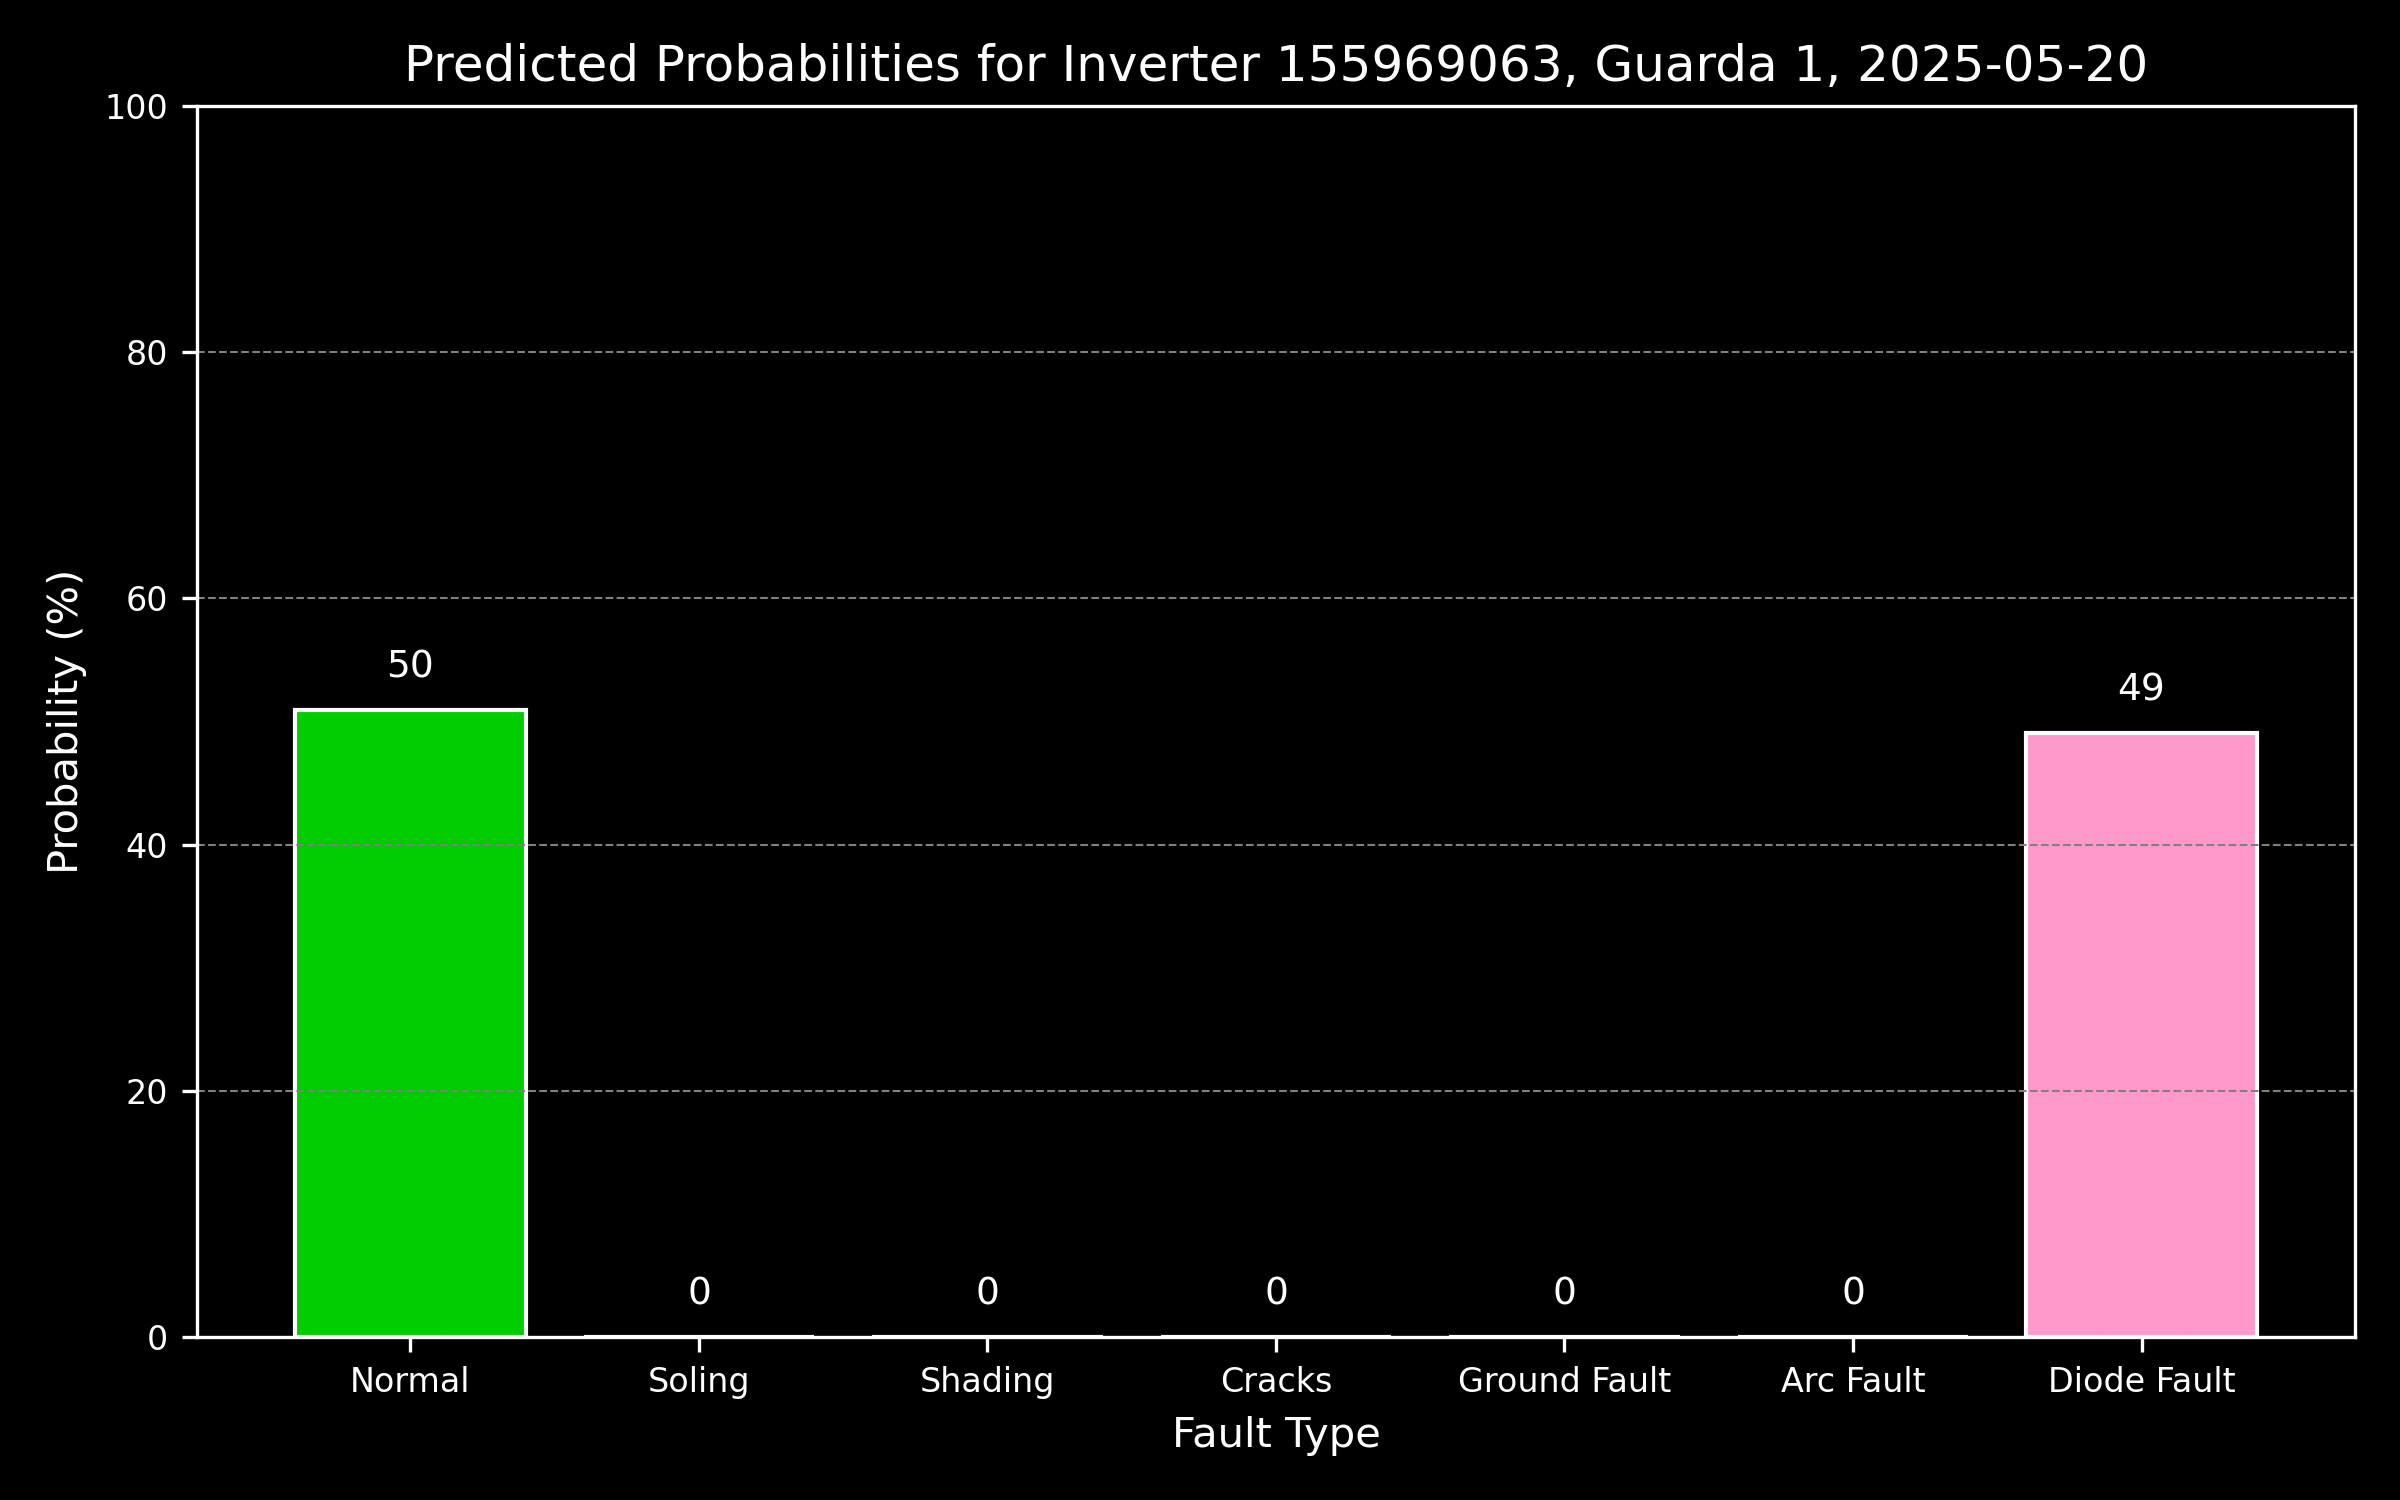 Predicted Probabilities for Inverter 155969063, Guarda 1, 2025-05-20
100
80
60
40
20
0
Probability (%)
50
0
0
0
0
0
49
Normal
Soling
Shading
Cracks
Ground Fault
Arc Fault
Diode Fault
Fault Type